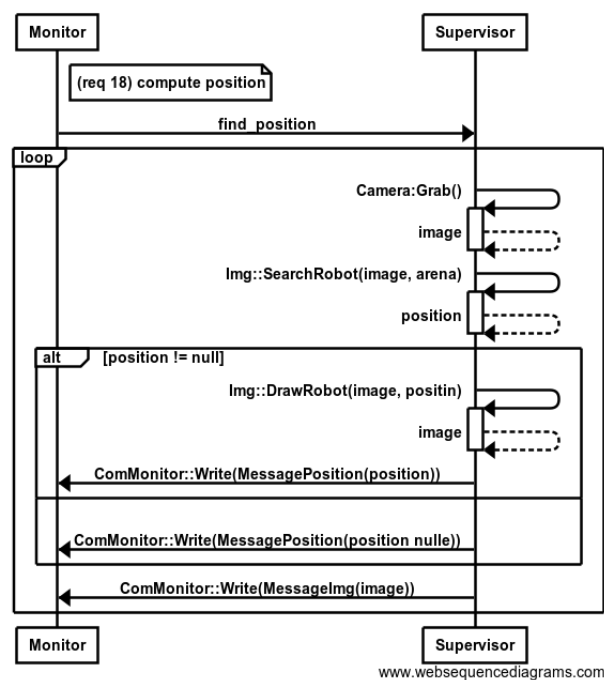 Monitor
Supervisor
(req 18) compute position
find_position
loop
Camera:Grab()
image
Img::SearchRobot(image, arena)
position
alt [position != null]
Img::DrawRobot(image, positin)
image
ComMonitor::Write(MessagePosition(position))
ComMonitor::Write(MessagePosition(position nulle))
ComMonitor::Write(MessageImg(image))
Monitor
Supervisor
www.websequencediagrams.com